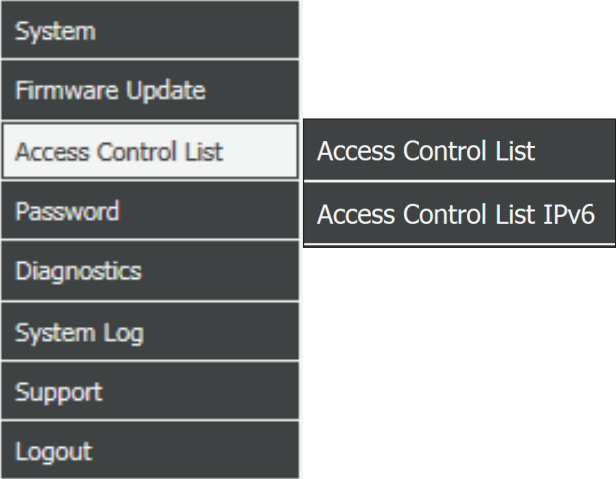 System
Firmware Update
Access Control List
Password
Diagnostics
System Log
Support
Logout
Access Control List
Access Control List IPv6